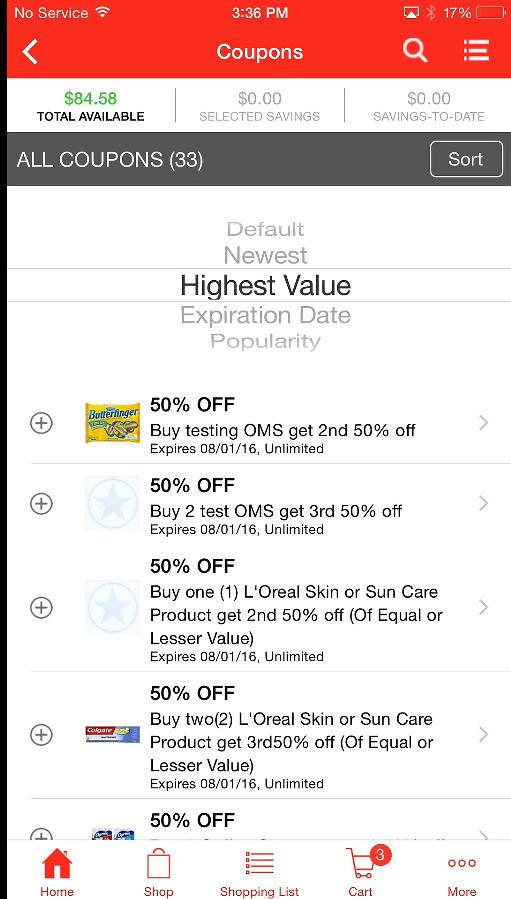 No Service 3:36 PM 17%
Coupons
$84.58 $0.00 $0.00
TOTAL AVAILABLE SELECTED SAVINGS SAVINGS-TO-DATE
ALL COUPONS (33) Sort
Default
Newest
Highest Value
Expiration Date
Popularity
50% OFF
Butterfinger
Buy testing OMS get 2nd 50% off
Expires 08/01/16, Unlimited
50% OFF
Buy 2 test OMS get 3rd 50% off
Expires 08/01/16, Unlimited
50% OFF
Buy one (1) L'Oreal Skin or Sun Care
Product get 2nd 50% off (Of Equal or
Lesser Value)
Expires 08/01/16, Unlimited
50% OFF
Buy two(2) L'Oreal Skin or Sun Care
Colgate
Product get 3rd50% off (Of Equal or
Lesser Value)
Expires 08/01/16, Unlimited
50% OFF
3
Home Shop Shopping List Cart More